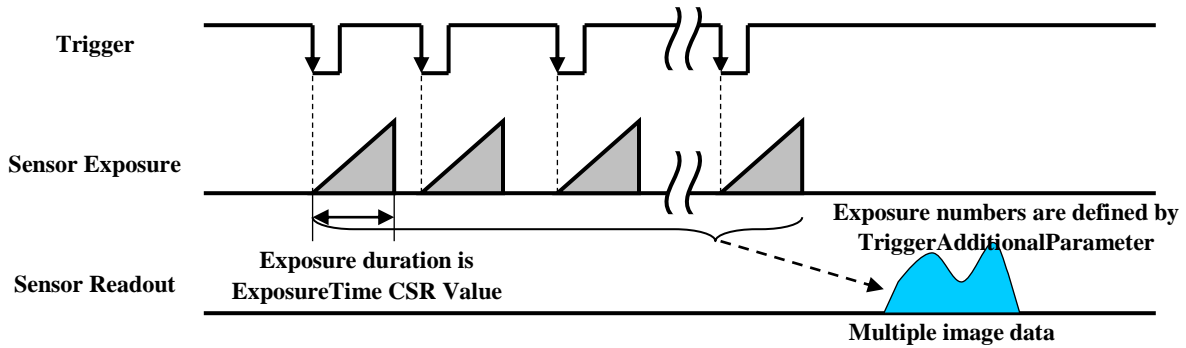 Trigger
Sensor Exposure
Exposure numbers are defined by
TriggerAdditionalParameter
Exposure duration is
ExposureTime CSR Value
Sensor Readout
Multiple image data